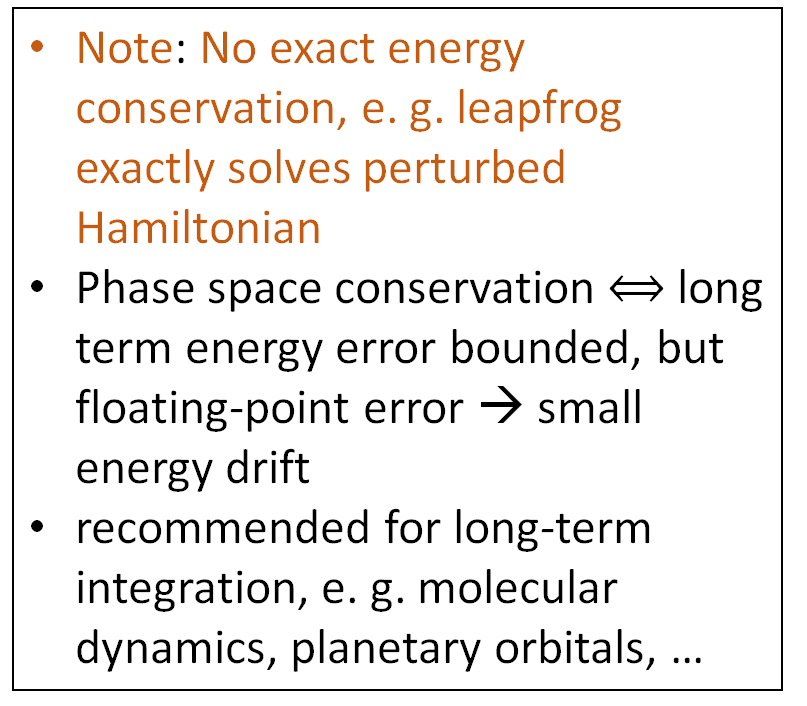 • Note: No exact energy
conservation, e. g. leapfrog
exactly solves perturbed
Hamiltonian
• Phase space conservation ⟺ long
term energy error bounded, but
floating-point error → small
energy drift
• recommended for long-term
integration, e. g. molecular
dynamics, planetary orbitals, ...